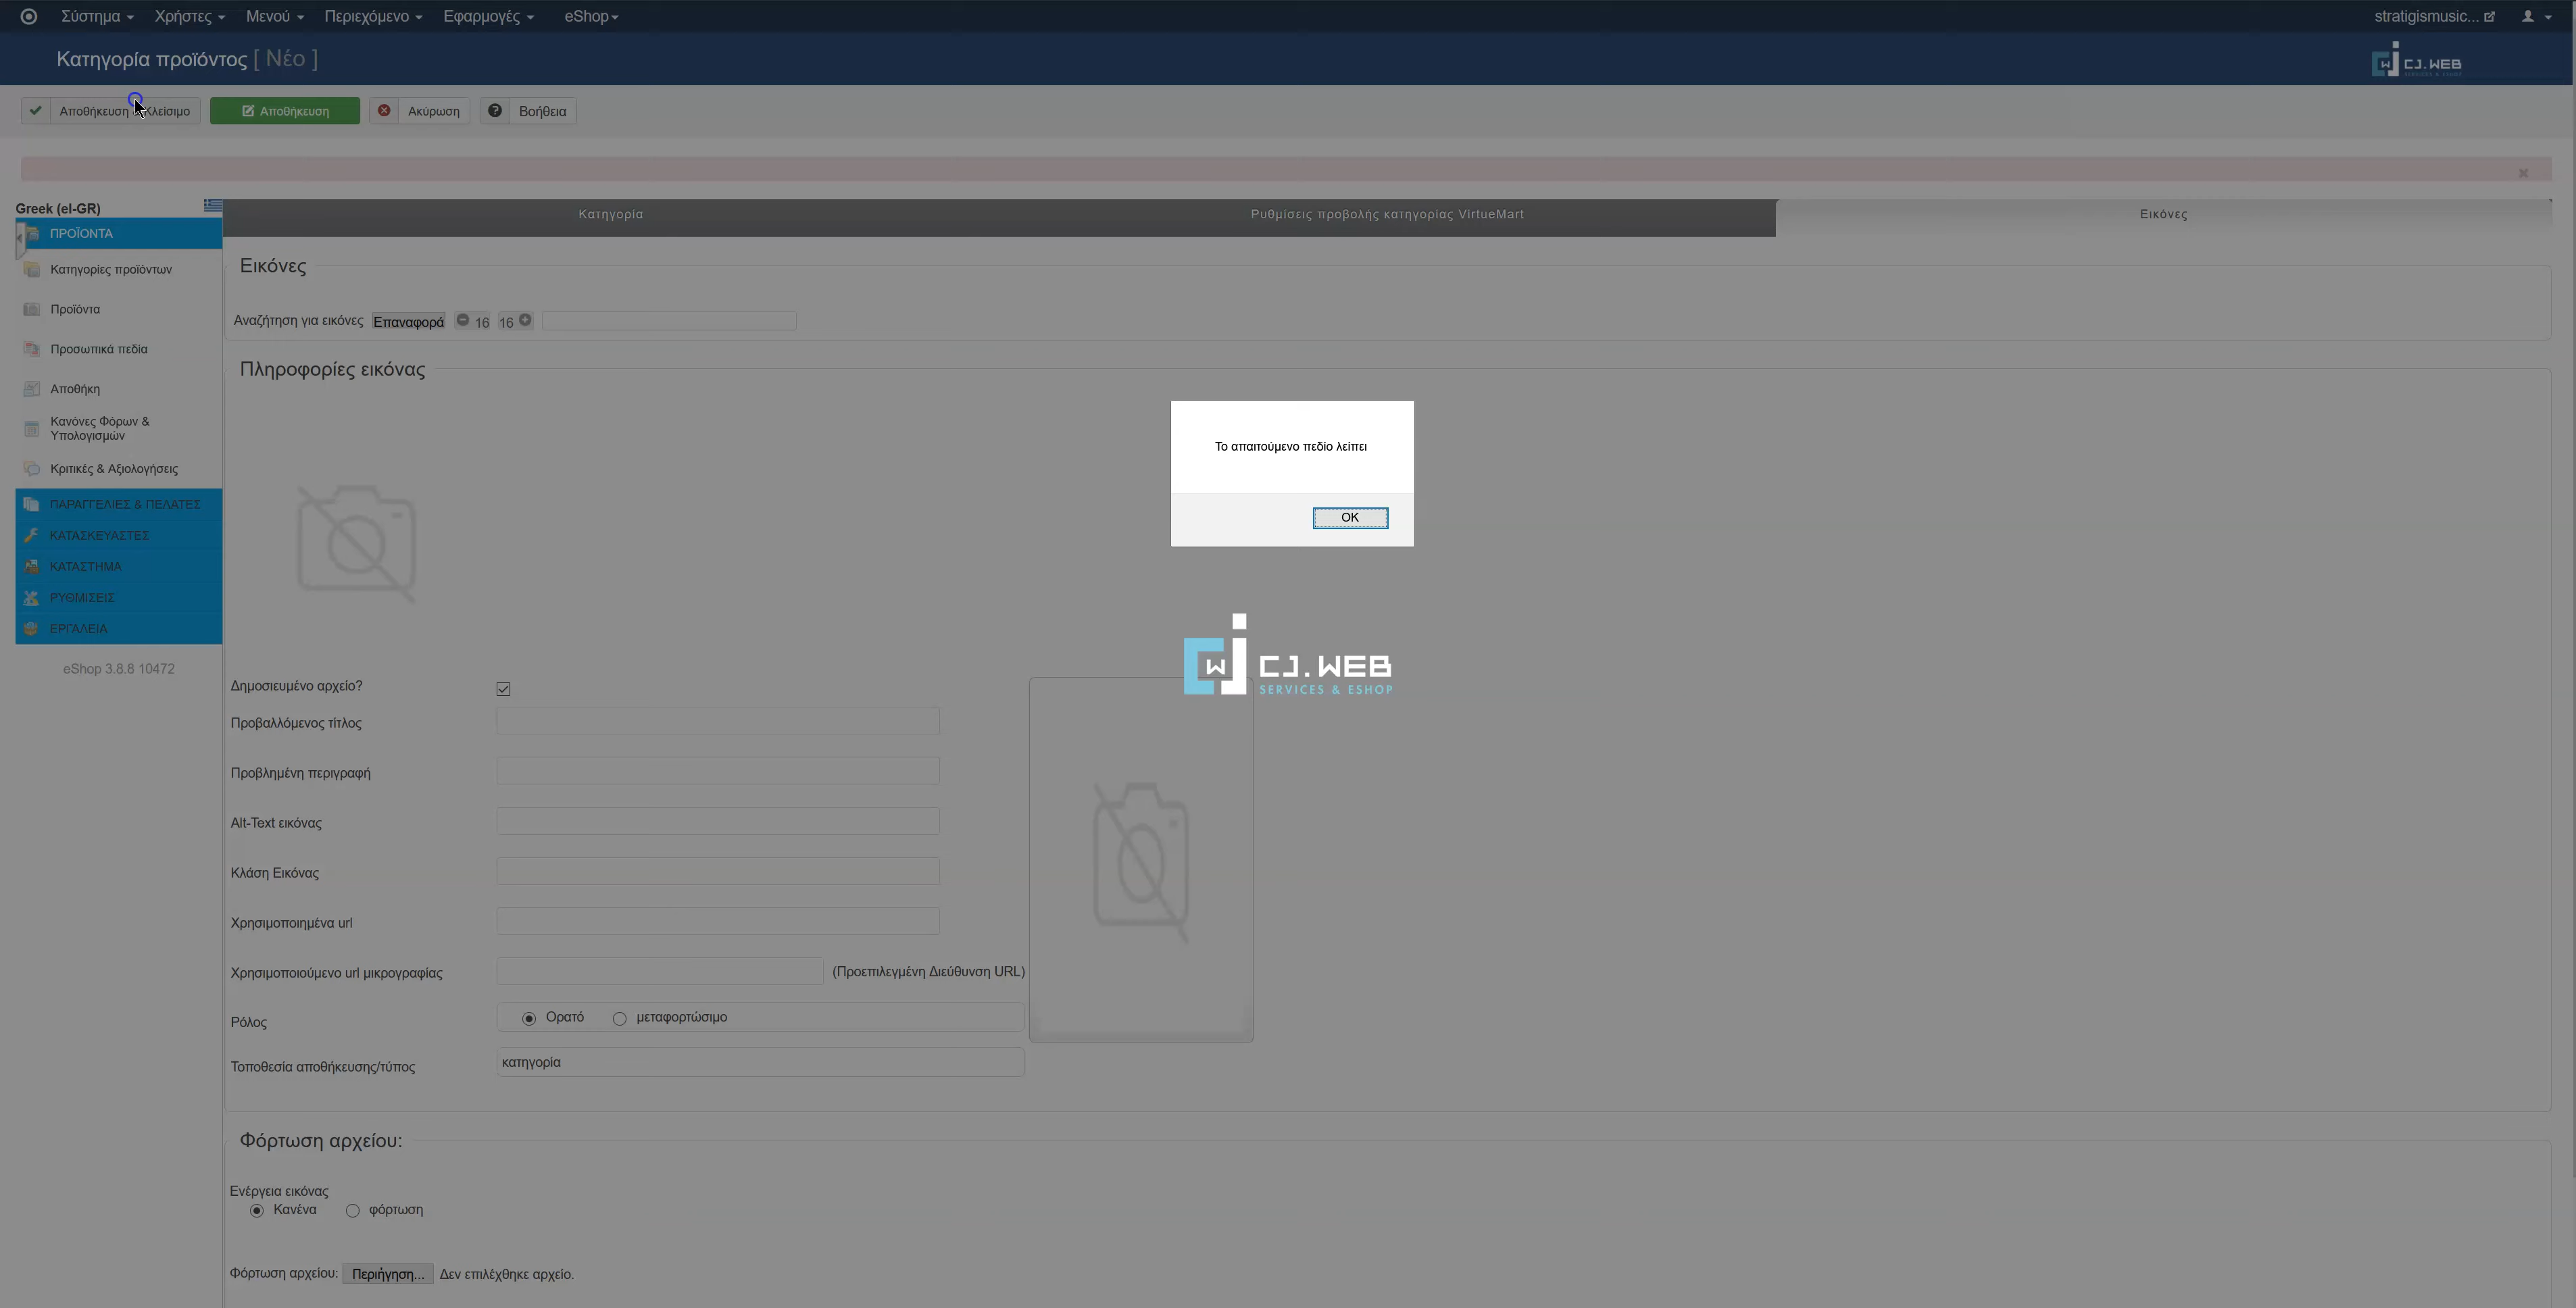 Σύστημα Χρήστες Μενού Περιεχόμενο Εφαρμογές eShop stratigismusic...
Κατηγορία προϊόντος [ Νέο ]
CJ.WEB
Αποθήκευση Κλείσιμο Αποθήκευση Ακύρωση Βοήθεια
Greek (el-GR)
ΠΡΟΪΟΝΤΑ
Κατηγορίες προϊόντων
Προϊόντα
Προσωπικά πεδία
Αποθήκη
Κανόνες Φόρων &
Υπολογισμών
Κριτικές & Αξιολογήσεις
ΠΑΡΑΓΓΕΛΙΕΣ & ΠΕΛΑΤΕΣ
ΚΑΤΑΣΚΕΥΑΣΤΕΣ
ΚΑΤΑΣΤΗΜΑ
ΡΥΘΜΙΣΕΙΣ
ΕΡΓΑΛΕΙΑ
eShop 3.8.8 10472
Κατηγορία Ρυθμίσεις προβολής κατηγορίας VirtueMart Εικόνες
Εικόνες
Αναζήτηση για εικόνες Επαναφορά 16 16
Πληροφορίες εικόνας
Το απαιτούμενο πεδίο λείπει
OK
CJ.WEB
SERVICES & ESHOP
Δημοσιευμένο αρχείο?
Προβαλλόμενος τίτλος
Προβλημένη περιγραφή
Alt-Text εικόνας
Κλάση Εικόνας
Χρησιμοποιημένα url
Χρησιμοποιούμενο url μικρογραφίας (Προεπιλεγμένη Διεύθυνση URL)
Ρόλος Ορατό μεταφορτώσιμο
Τοποθεσία αποθήκευσης/τύπος κατηγορία
Φόρτωση αρχείου:
Ενέργεια εικόνας
Κανένα φόρτωση
Φόρτωση αρχείου: Περιήγηση... Δεν επιλέχθηκε αρχείο.